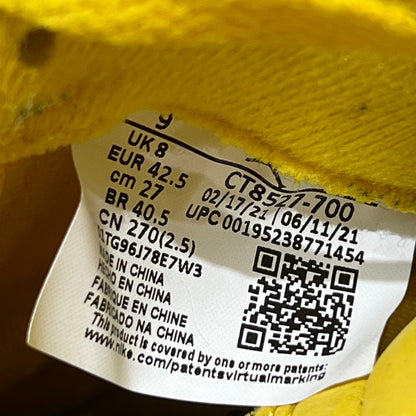 9
UK 8
EUR 42.5
cm 27
BR 40.5
CN 270(2.5)
CT8527-700
02/17/21 06/11/21
UPC 00195238771454
MADE IN CHINA
HECHO EN CHINA
FABRIQUE EN CHINE
FABRICADO NA CHINA
This product is covered by one or more patents:
www.nike.com/patentsvirtualmarking